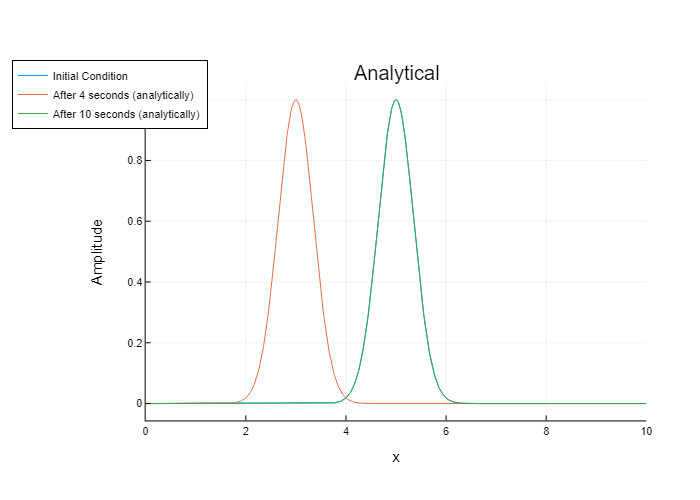 Analytical
Initial Condition
After 4 seconds (analytically)
After 10 seconds (analytically)
0.8
0.6
0.4
0.2
0
Amplitude
0 2 4 6 8 10
x